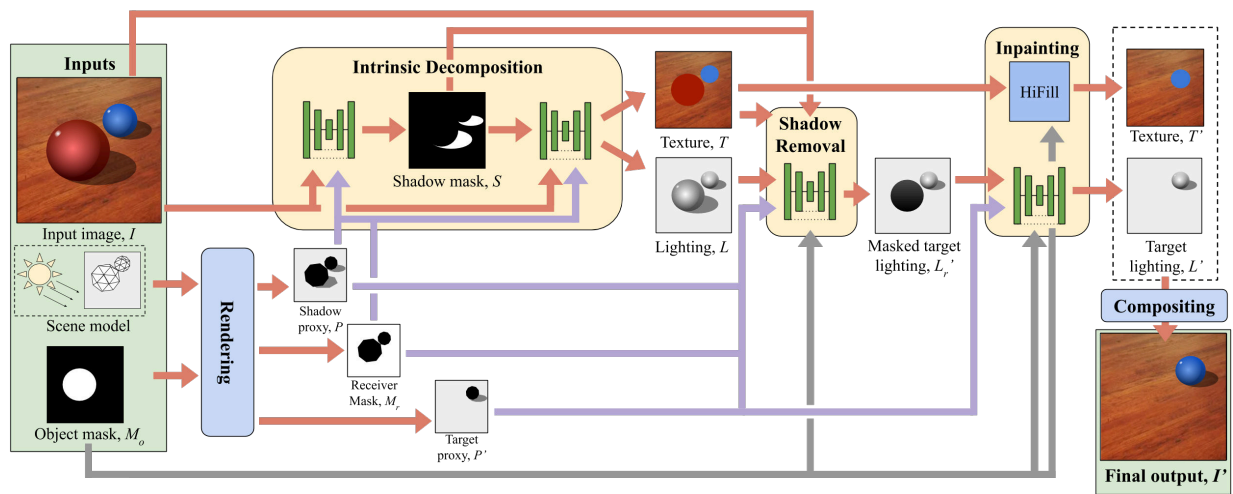 Inputs
Input image, I
Scene model
Object mask, Mo
Rendering
Intrinsic Decomposition
Shadow mask, S
Shadow
proxy, P
Receiver
Mask, Mr
Target
proxy, P'
Texture, T
Lighting, L
Shadow
Removal
Masked target
lighting, Lr'
Inpainting
HiFill
Texture, T'
Target
lighting, L'
Compositing
Final output, I'